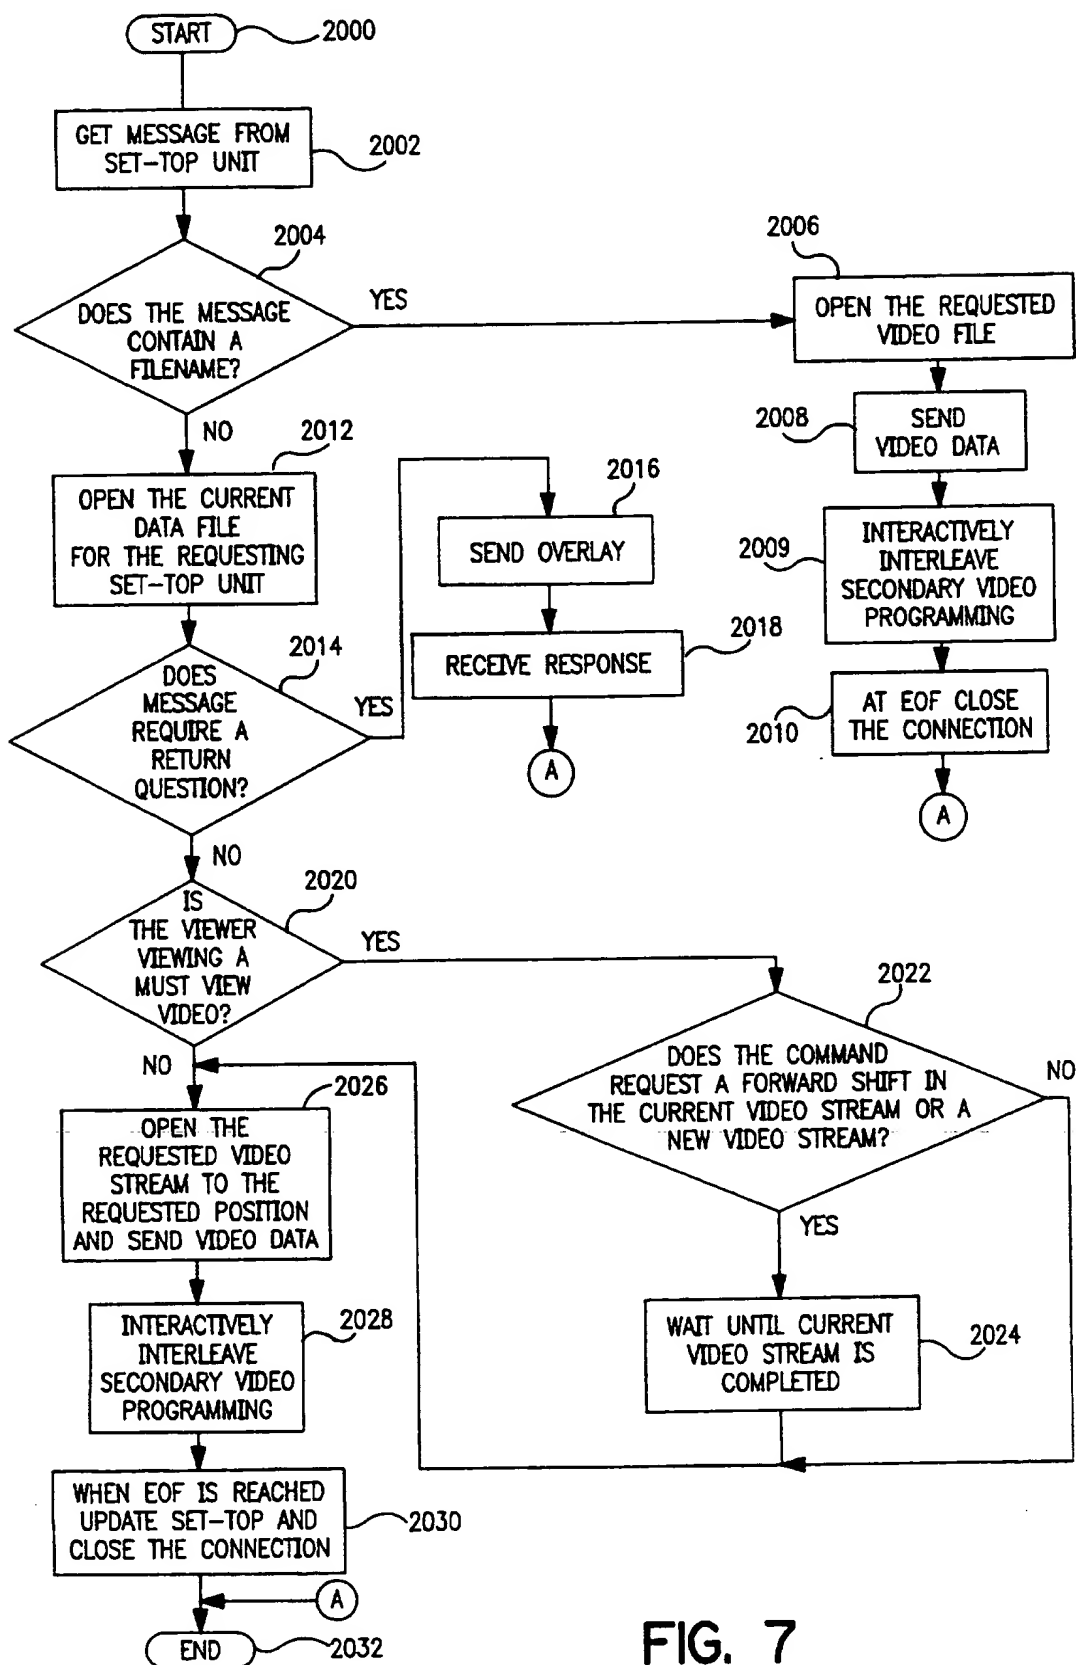 START
2000
GET MESSAGE FROM
SET-TOP UNIT
2002
2004
DOES THE MESSAGE
CONTAIN A
FILENAME?
YES
NO
2006
OPEN THE REQUESTED
VIDEO FILE
2008
SEND
VIDEO DATA
2009
INTERACTIVELY
INTERLEAVE
SECONDARY VIDEO
PROGRAMMING
2010
AT EOF CLOSE
THE CONNECTION
A
2012
OPEN THE CURRENT
DATA FILE
FOR THE REQUESTING
SET-TOP UNIT
2014
DOES
MESSAGE
REQUIRE A
RETURN
QUESTION?
YES
NO
2016
SEND OVERLAY
2018
RECEIVE RESPONSE
A
2020
IS
THE VIEWER
VIEWING A
MUST VIEW
VIDEO?
YES
NO
2022
DOES THE COMMAND
REQUEST A FORWARD SHIFT IN
THE CURRENT VIDEO STREAM OR A
NEW VIDEO STREAM?
NO
YES
2024
WAIT UNTIL CURRENT
VIDEO STREAM IS
COMPLETED
2026
OPEN THE
REQUESTED VIDEO
STREAM TO THE
REQUESTED POSITION
AND SEND VIDEO DATA
2028
INTERACTIVELY
INTERLEAVE
SECONDARY VIDEO
PROGRAMMING
WHEN EOF IS REACHED
UPDATE SET-TOP AND
CLOSE THE CONNECTION
2030
A
END
2032
FIG. 7